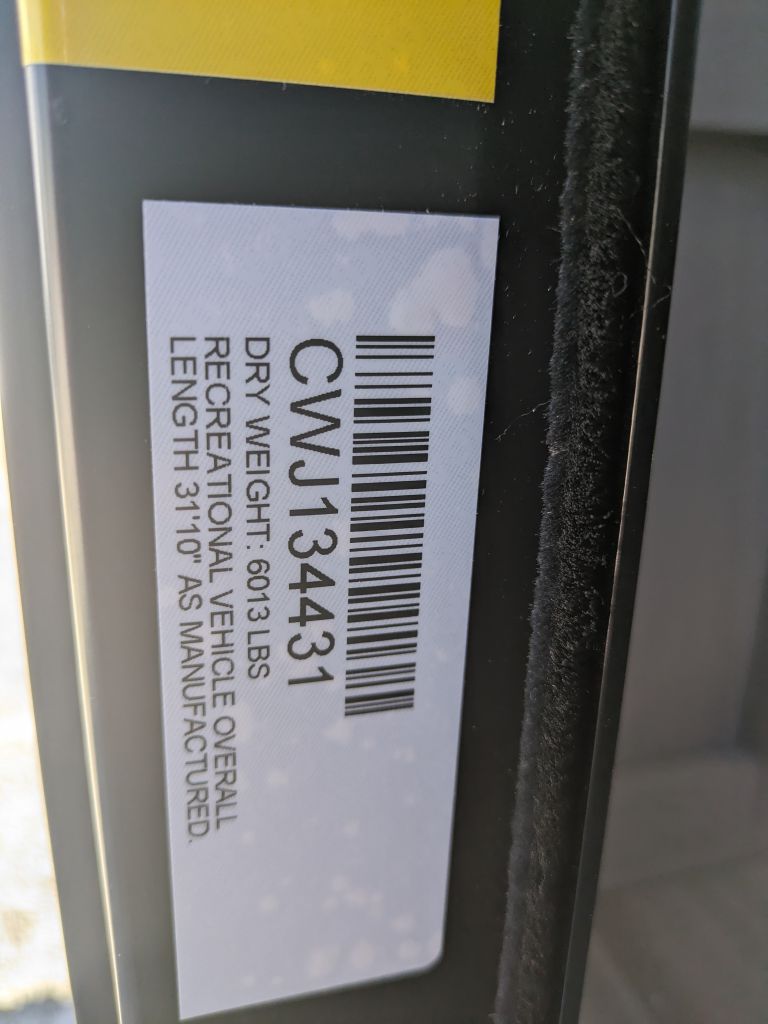 CWJ134431
DRY WEIGHT: 6013 LBS
RECREATIONAL VEHICLE OVERALL
LENGTH 31'10" AS MANUFACTURED.